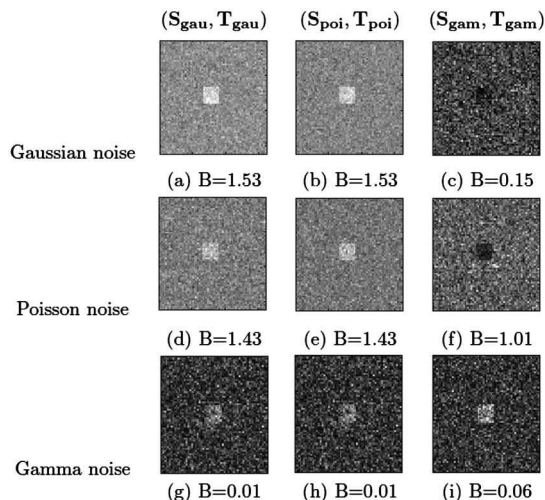 (S_gau, T_gau) (S_poi, T_poi) (S_gam, T_gam)
Gaussian noise
(a) B=1.53 (b) B=1.53 (c) B=0.15
Poisson noise
(d) B=1.43 (e) B=1.43 (f) B=1.01
Gamma noise
(g) B=0.01 (h) B=0.01 (i) B=0.06